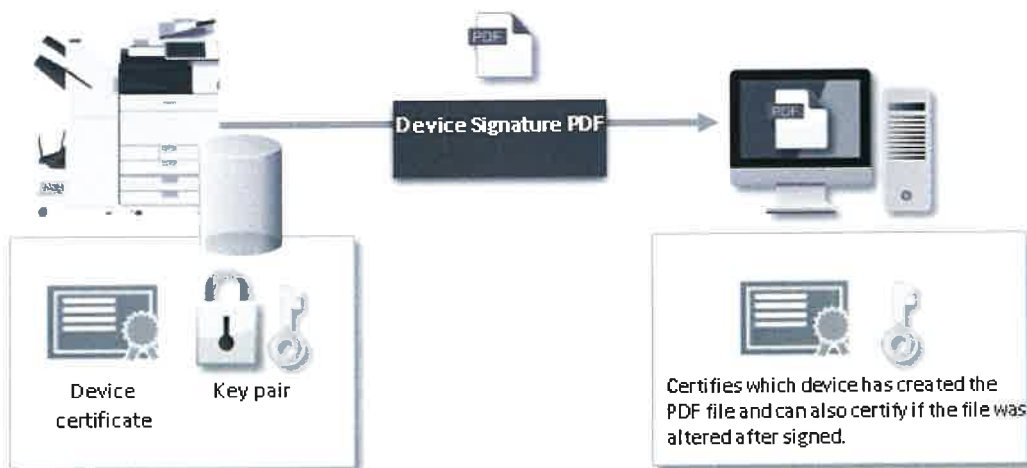 PDF
Device Signature PDF
PDF
Device
certificate
Key pair
Certifies which device has created the
PDF file and can also certify if the file was
altered after signed.